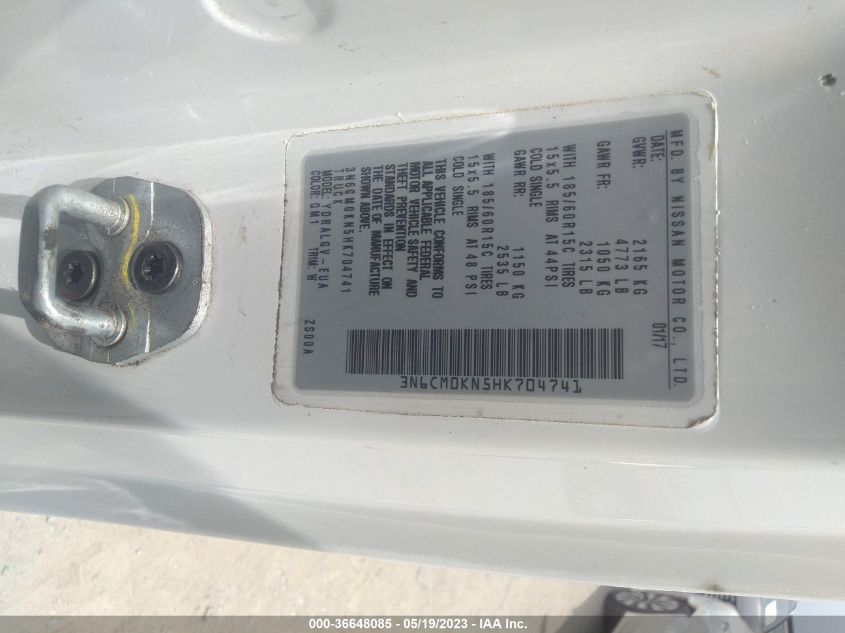 MFD. BY NISSAN MOTOR CO., LTD.
DATE: 01/17
GVWR: 2165 KG
4773 LB
GAWR FR: 1050 KG
2315 LB
WITH 185/60R15C TIRES
15x5.5 RIMS AT 44PSI
COLD SINGLE
GAWR RR: 1150 KG
2535 LB
WITH 185/60R15C TIRES
15x5.5 RIMS AT 48 PSI
COLD SINGLE
THIS VEHICLE CONFORMS TO
ALL APPLICABLE FEDERAL
MOTOR VEHICLE SAFETY AND
THEFT PREVENTION
STANDARDS IN EFFECT ON
THE DATE OF MANUFACTURE
SHOWN ABOVE.
3N6CM0KN5HK704741
TRUCK
MODEL: YDRALGV-EUA
COLOR: QM1 TRIM: W
ZS00A
3N6CM0KN5HK704741
000-36648085 - 05/19/2023 - IAA Inc.